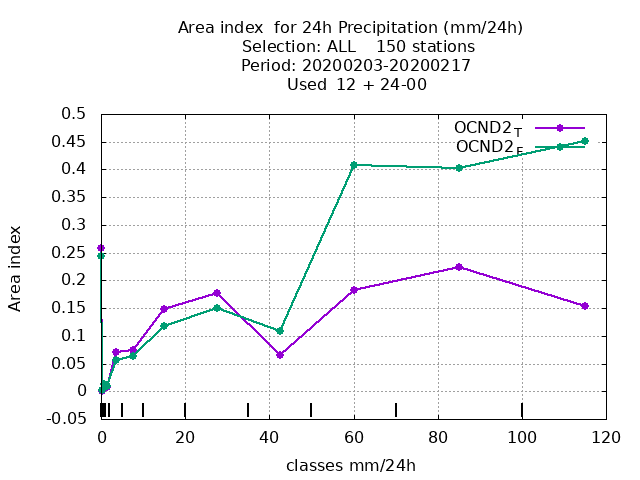 Area index for 24h Precipitation (mm/24h)
Selection: ALL 150 stations
Period: 20200203-20200217
Used 12 + 24-00
OCND2_T
OCND2_F
0.5
0.45
0.4
0.35
0.3
0.25
0.2
0.15
0.1
0.05
0
-0.05
Area index
0 20 40 60 80 100 120
classes mm/24h